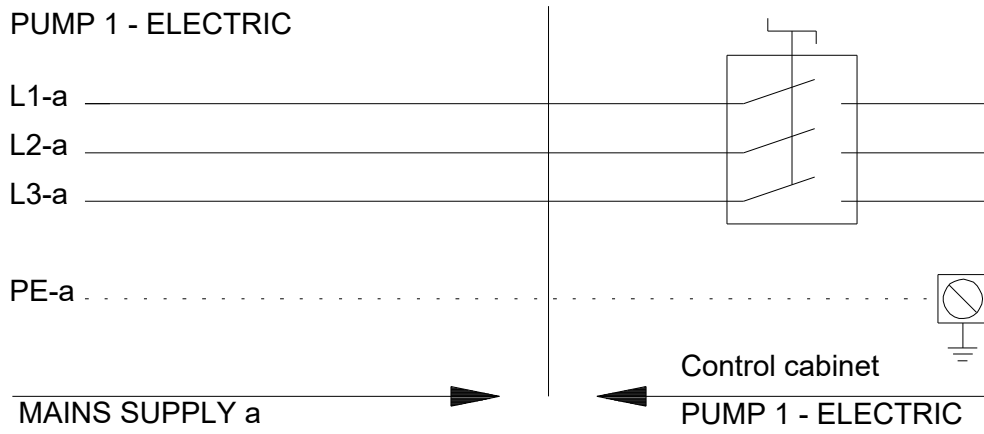 PUMP 1 - ELECTRIC
L1-a
L2-a
L3-a
PE-a
Control cabinet
MAINS SUPPLY a
PUMP 1 - ELECTRIC